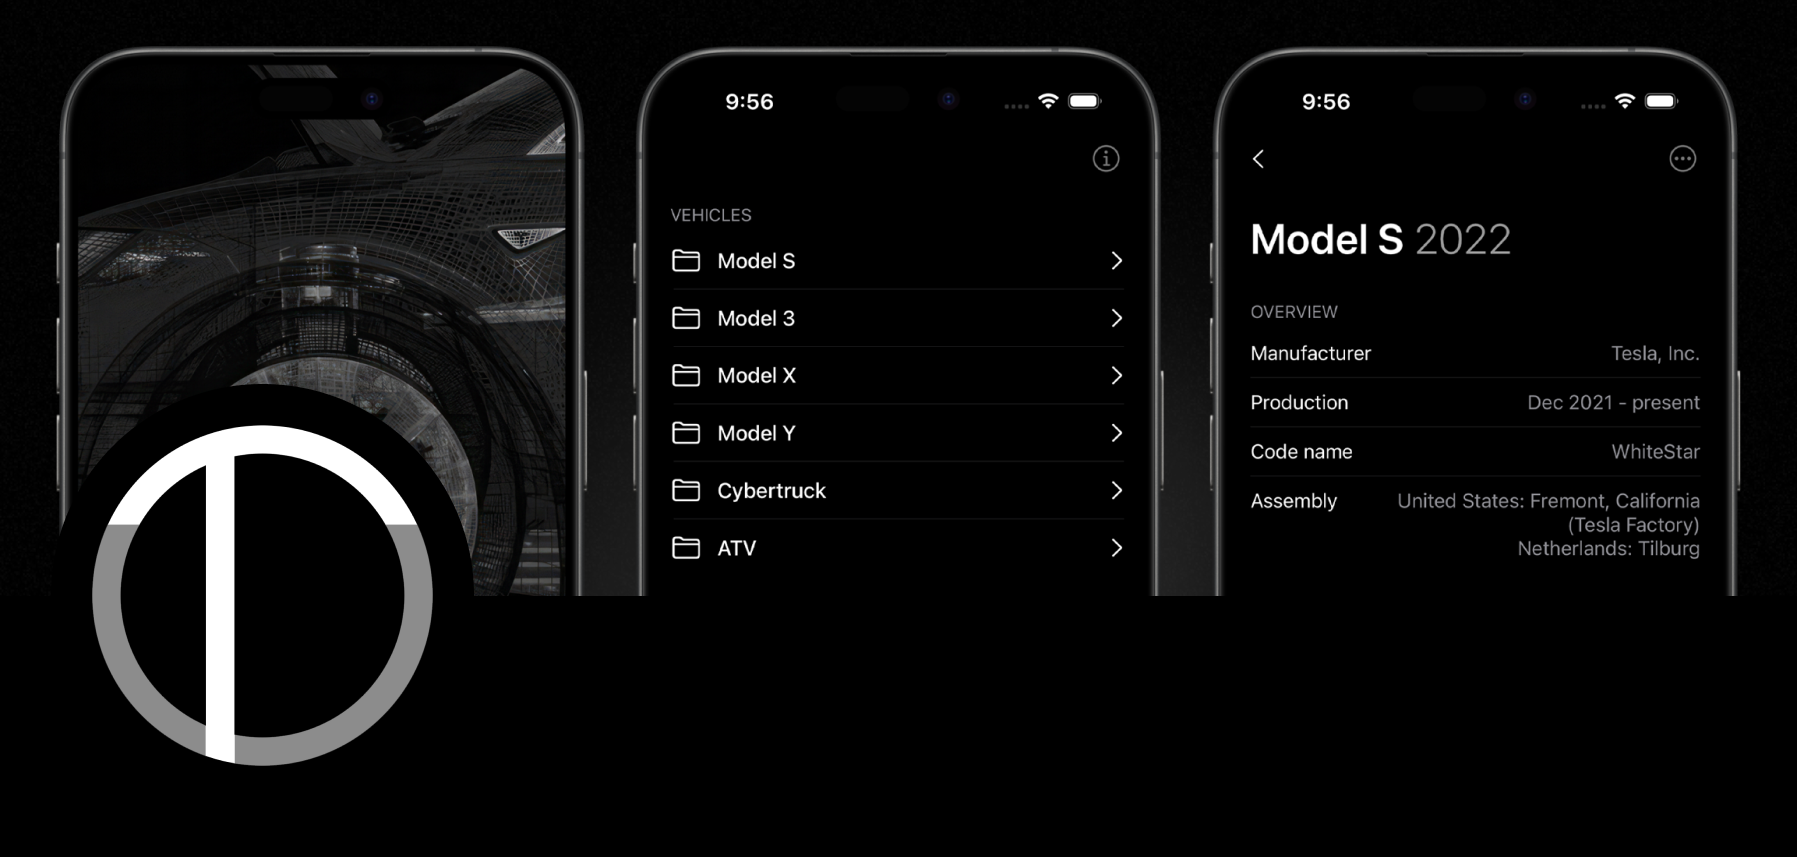 9:56
VEHICLES
Model S
Model 3
Model X
Model Y
Cybertruck
ATV
9:56
Model S 2022
OVERVIEW
Manufacturer Tesla, Inc.
Production Dec 2021 - present
Code name WhiteStar
Assembly United States: Fremont, California
(Tesla Factory)
Netherlands: Tilburg